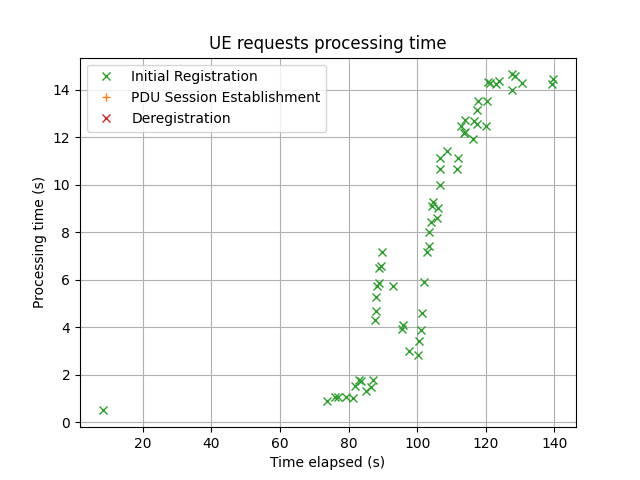 UE requests processing time
Initial Registration
PDU Session Establishment
Deregistration
Processing time (s)
14
12
10
8
6
4
2
0
20 40 60 80 100 120 140
Time elapsed (s)